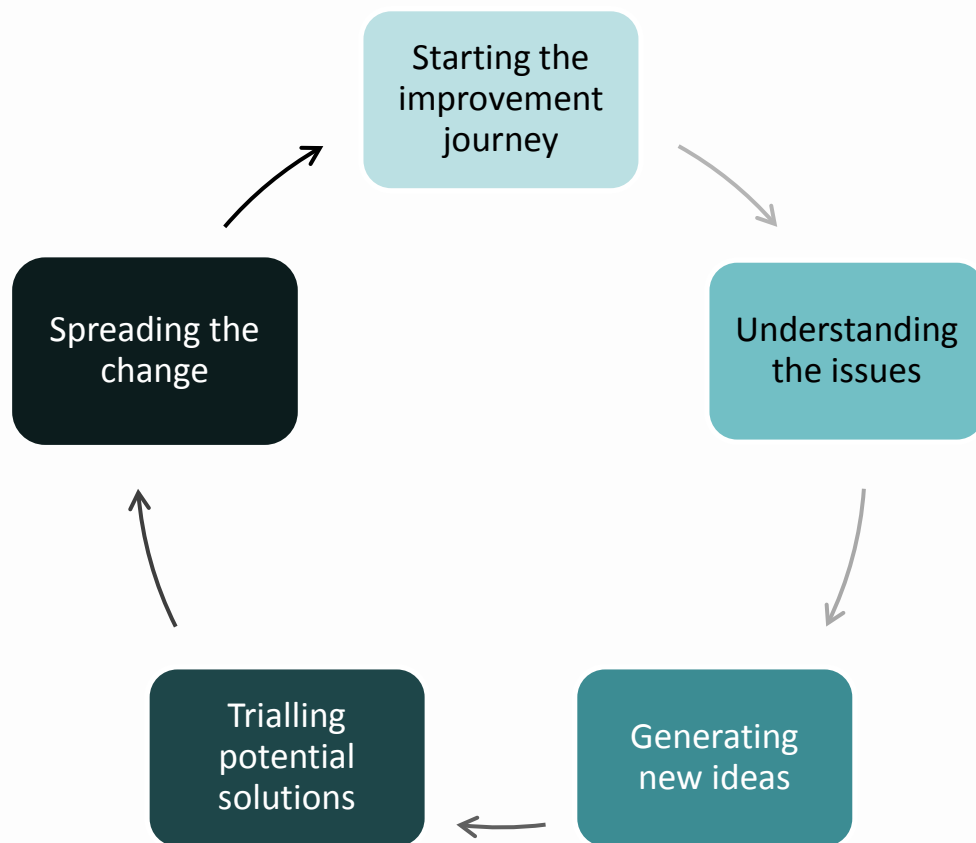 Starting the
improvement
journey
Understanding
the issues
Generating
new ideas
Trialling
potential
solutions
Spreading the
change